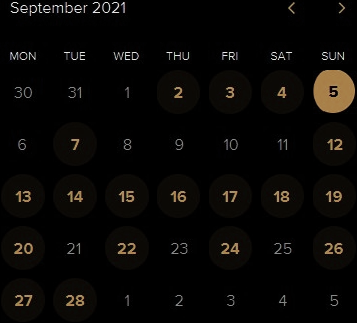 September 2021
MON TUE WED THU FRI SAT SUN
30 31 1 2 3 4 5
6 7 8 9 10 11 12
13 14 15 16 17 18 19
20 21 22 23 24 25 26
27 28 1 2 3 4 5